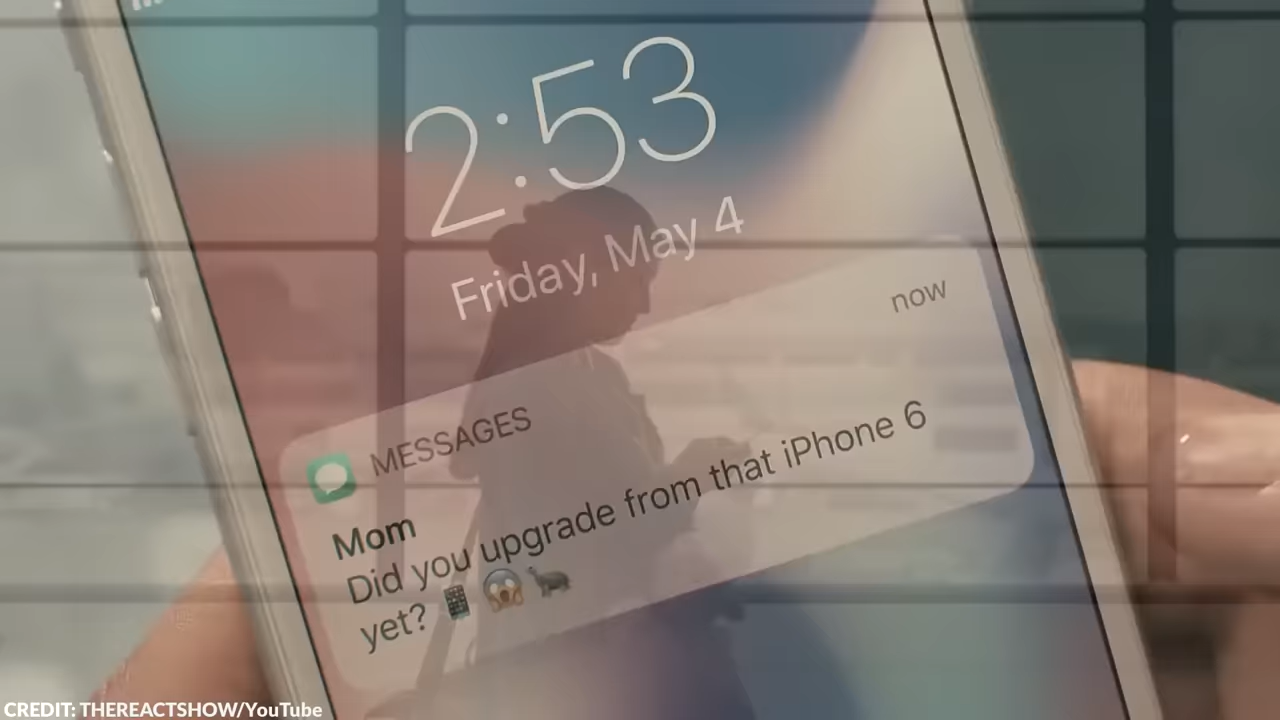 2:53
Friday, May 4
now
MESSAGES
Mom
Did you upgrade from that iPhone 6
yet? 📱 😱 🦕
CREDIT: THEREACTSHOW/YouTube